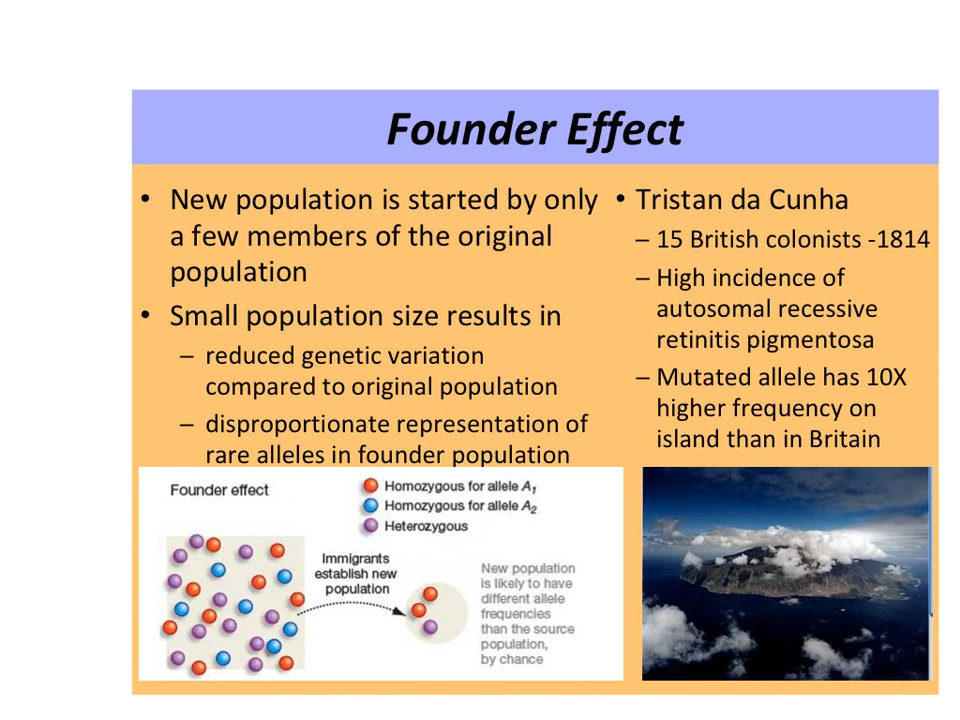 Founder Effect
• New population is started by only
a few members of the original
population
• Small population size results in
– reduced genetic variation
compared to original population
– disproportionate representation of
rare alleles in founder population
• Tristan da Cunha
– 15 British colonists -1814
– High incidence of
autosomal recessive
retinitis pigmentosa
– Mutated allele has 10X
higher frequency on
island than in Britain
Founder effect
Homozygous for allele A1
Homozygous for allele A2
Heterozygous
Immigrants
establish new
population
New population
is likely to have
different allele
frequencies
than the source
population,
by chance